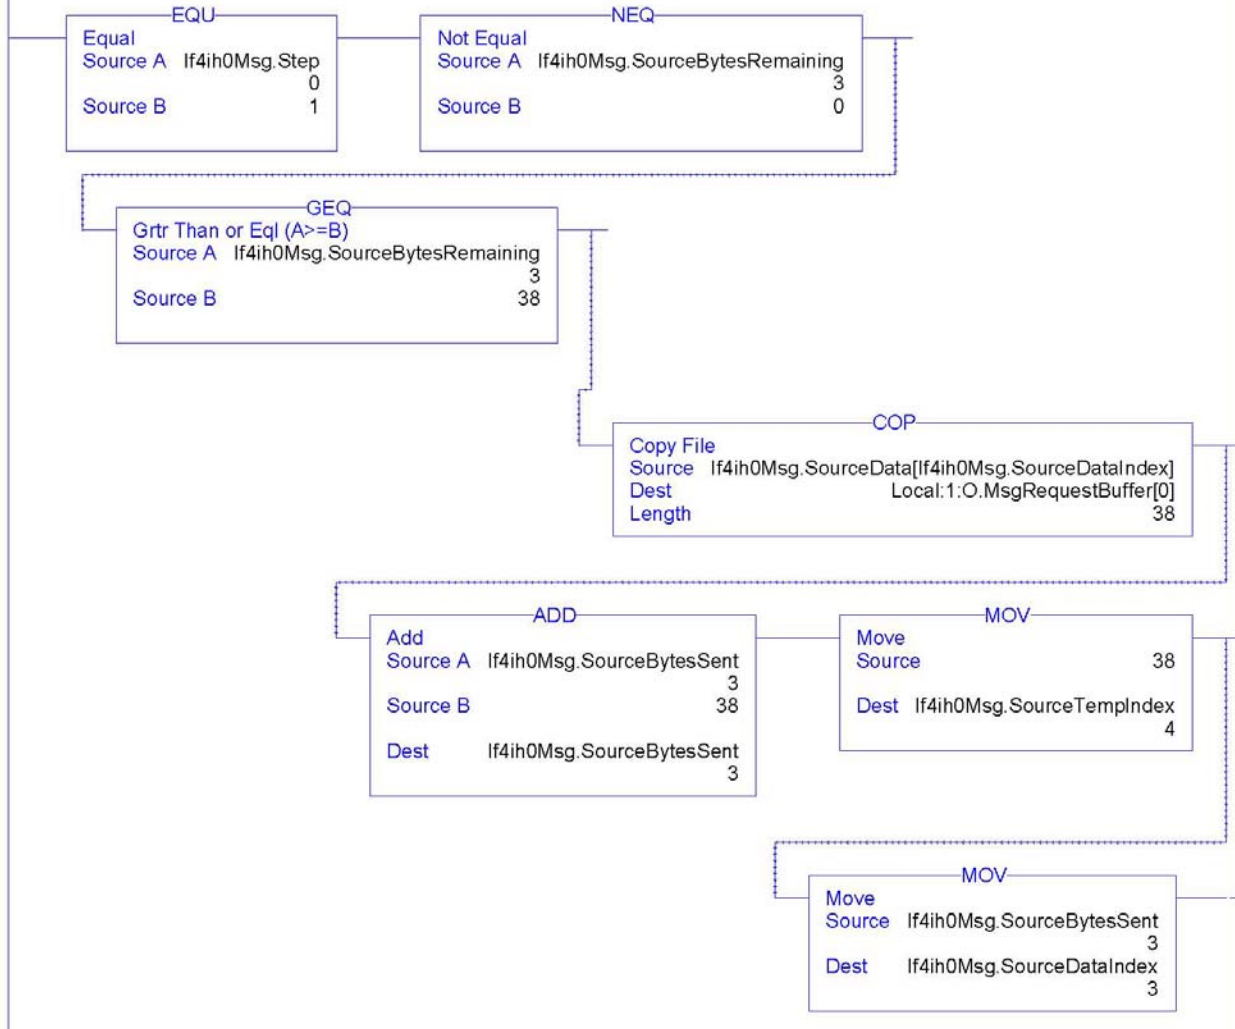 EQU
Equal
Source A If4ih0Msg.Step
0
Source B 1
NEQ
Not Equal
Source A If4ih0Msg.SourceBytesRemaining
3
Source B 0
GEQ
Grtr Than or Eql (A>=B)
Source A If4ih0Msg.SourceBytesRemaining
3
Source B 38
COP
Copy File
Source If4ih0Msg.SourceData[If4ih0Msg.SourceDataIndex]
Dest Local:1:O.MsgRequestBuffer[0]
Length 38
ADD
Add
Source A If4ih0Msg.SourceBytesSent
3
Source B 38
Dest If4ih0Msg.SourceBytesSent
3
MOV
Move
Source 38
Dest If4ih0Msg.SourceTempIndex
4
MOV
Move
Source If4ih0Msg.SourceBytesSent
3
Dest If4ih0Msg.SourceDataIndex
3